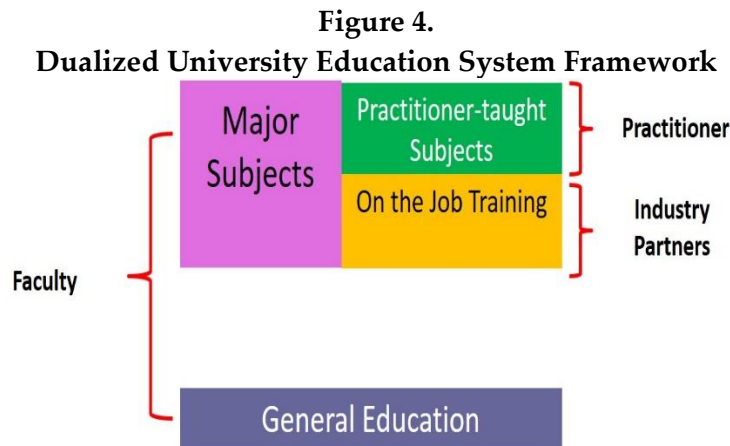 Figure 4.
Dualized University Education System Framework
Major
Subjects
Practitioner-taught
Subjects
Practitioner
On the Job Training
Industry
Partners
Faculty
General Education